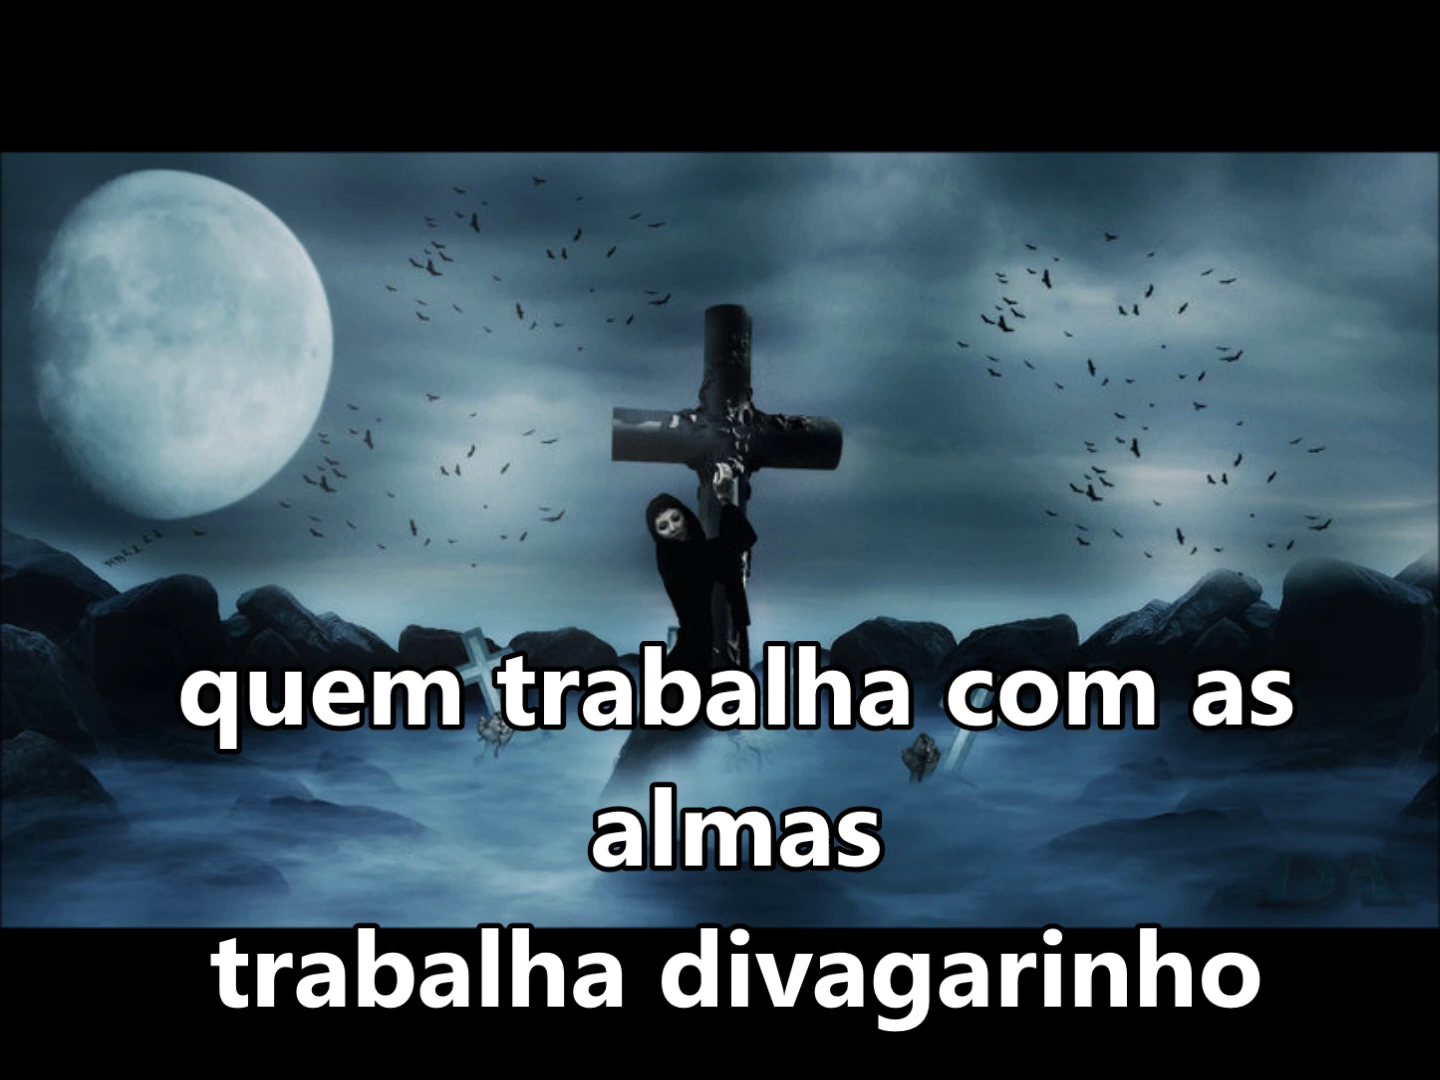 quem trabalha com as
almas
trabalha divagarinho